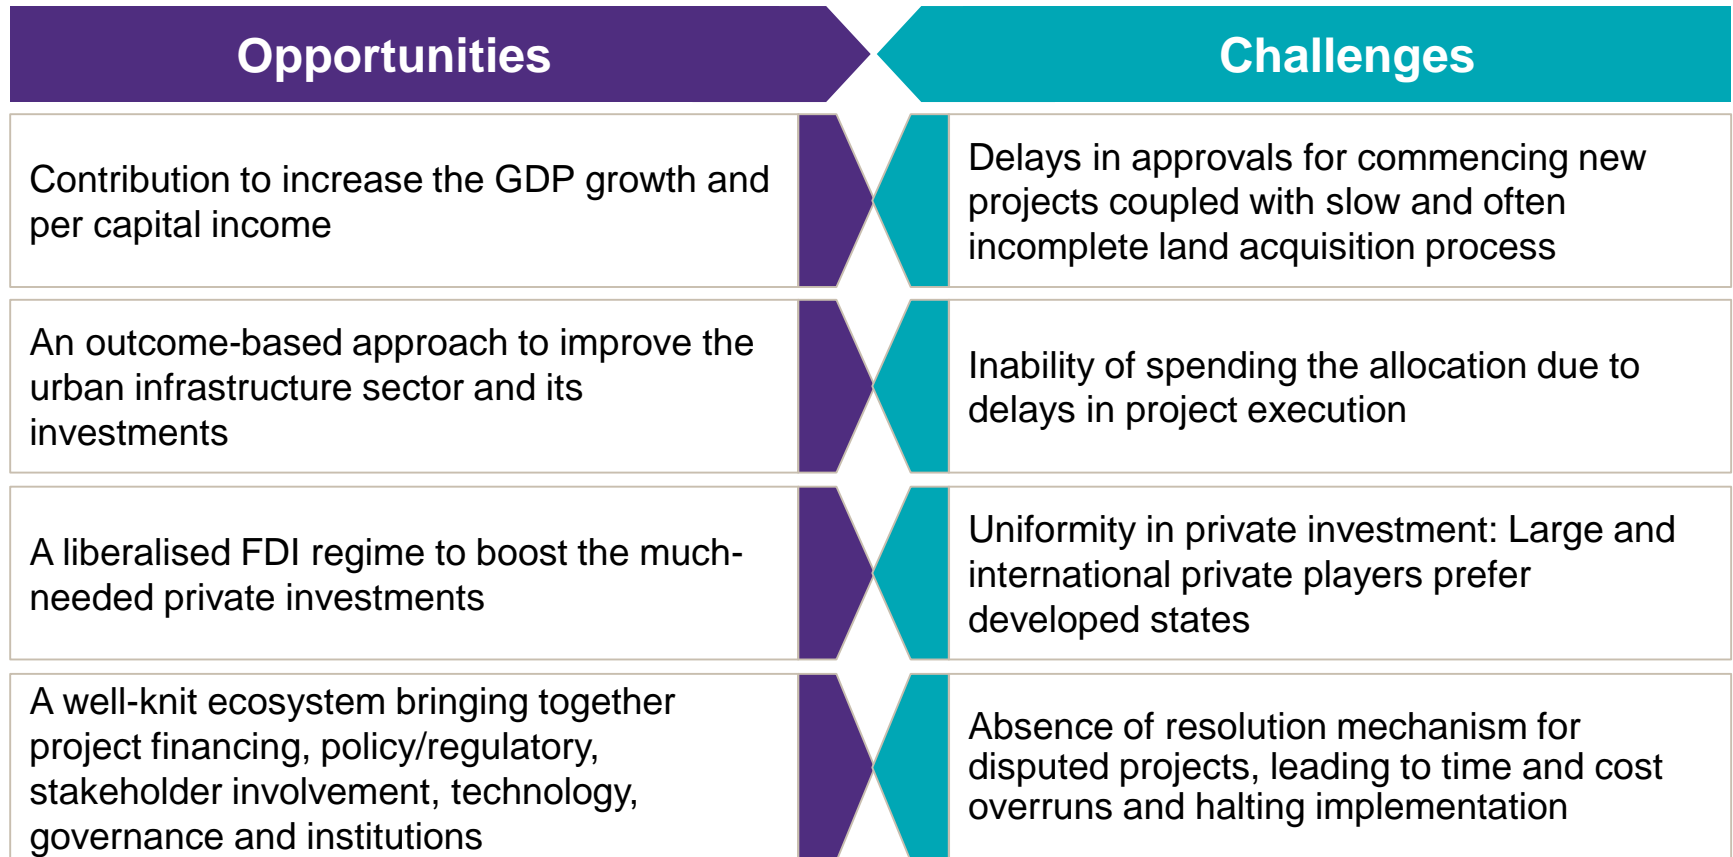 Opportunities
Challenges
Contribution to increase the GDP growth and
per capital income
Delays in approvals for commencing new
projects coupled with slow and often
incomplete land acquisition process
An outcome-based approach to improve the
urban infrastructure sector and its
investments
Inability of spending the allocation due to
delays in project execution
A liberalised FDI regime to boost the much-
needed private investments
Uniformity in private investment: Large and
international private players prefer
developed states
A well-knit ecosystem bringing together
project financing, policy/regulatory,
stakeholder involvement, technology,
governance and institutions
Absence of resolution mechanism for
disputed projects, leading to time and cost
overruns and halting implementation